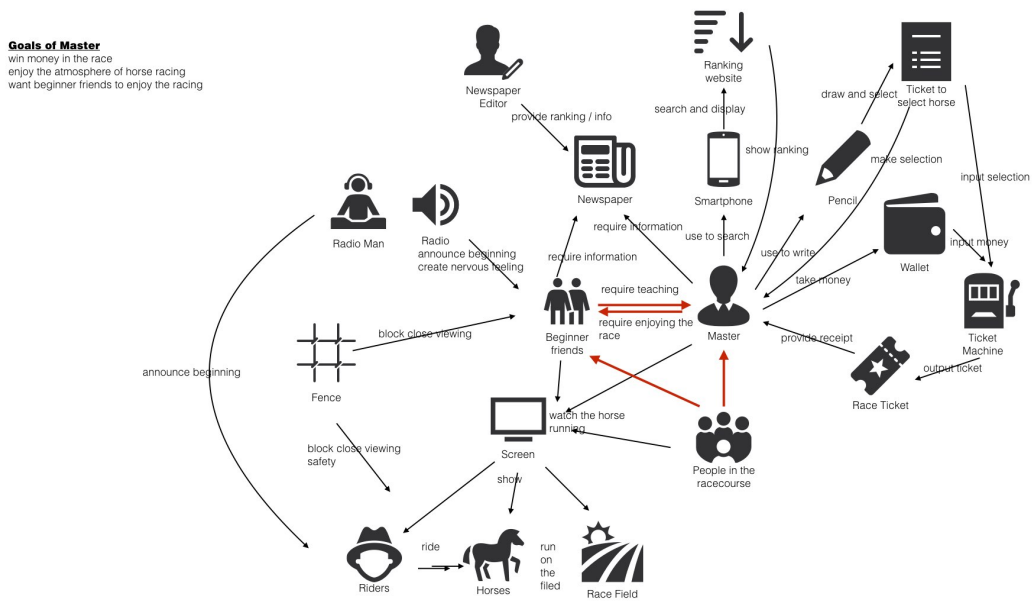 Goals of Master
win money in the race
enjoy the atmosphere of horse racing
want beginner friends to enjoy the racing
Newspaper
Editor
provide ranking / info
Ranking
website
search and display
show ranking
draw and select
Ticket to
select horse
make selection
input selection
Radio Man
Radio
announce beginning
create nervous feeling
Newspaper
require information
require information
Smartphone
use to search
Pencil
use to write
Wallet
take money
input money
Beginner
friends
require teaching
require enjoying the
race
Master
provide receipt
Ticket
Machine
output ticket
Race Ticket
block close viewing
Fence
announce beginning
block close viewing
safety
Screen
watch the horse
running
People in the
racecourse
show
Riders
ride
Horses
run
on
the
filed
Race Field